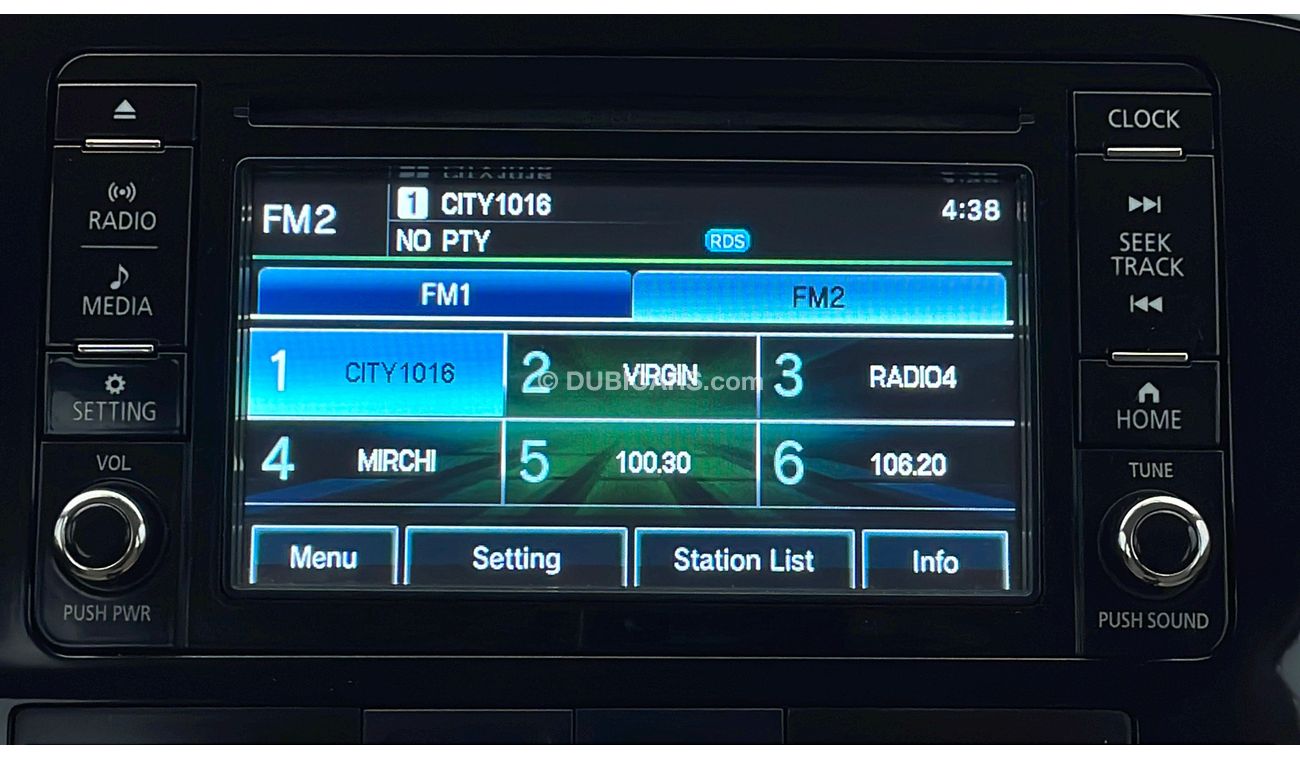 CLOCK
RADIO
MEDIA
SETTING
VOL
PUSH PWR
FM2
1 CITY1016
4:38
NO PTY
RDS
FM1
FM2
1 CITY1016
2 VIRGIN
3 RADIO4
© DUBICARS.com
4 MIRCHI
5 100.30
6 106.20
Menu
Setting
Station List
Info
SEEK
TRACK
HOME
TUNE
PUSH SOUND